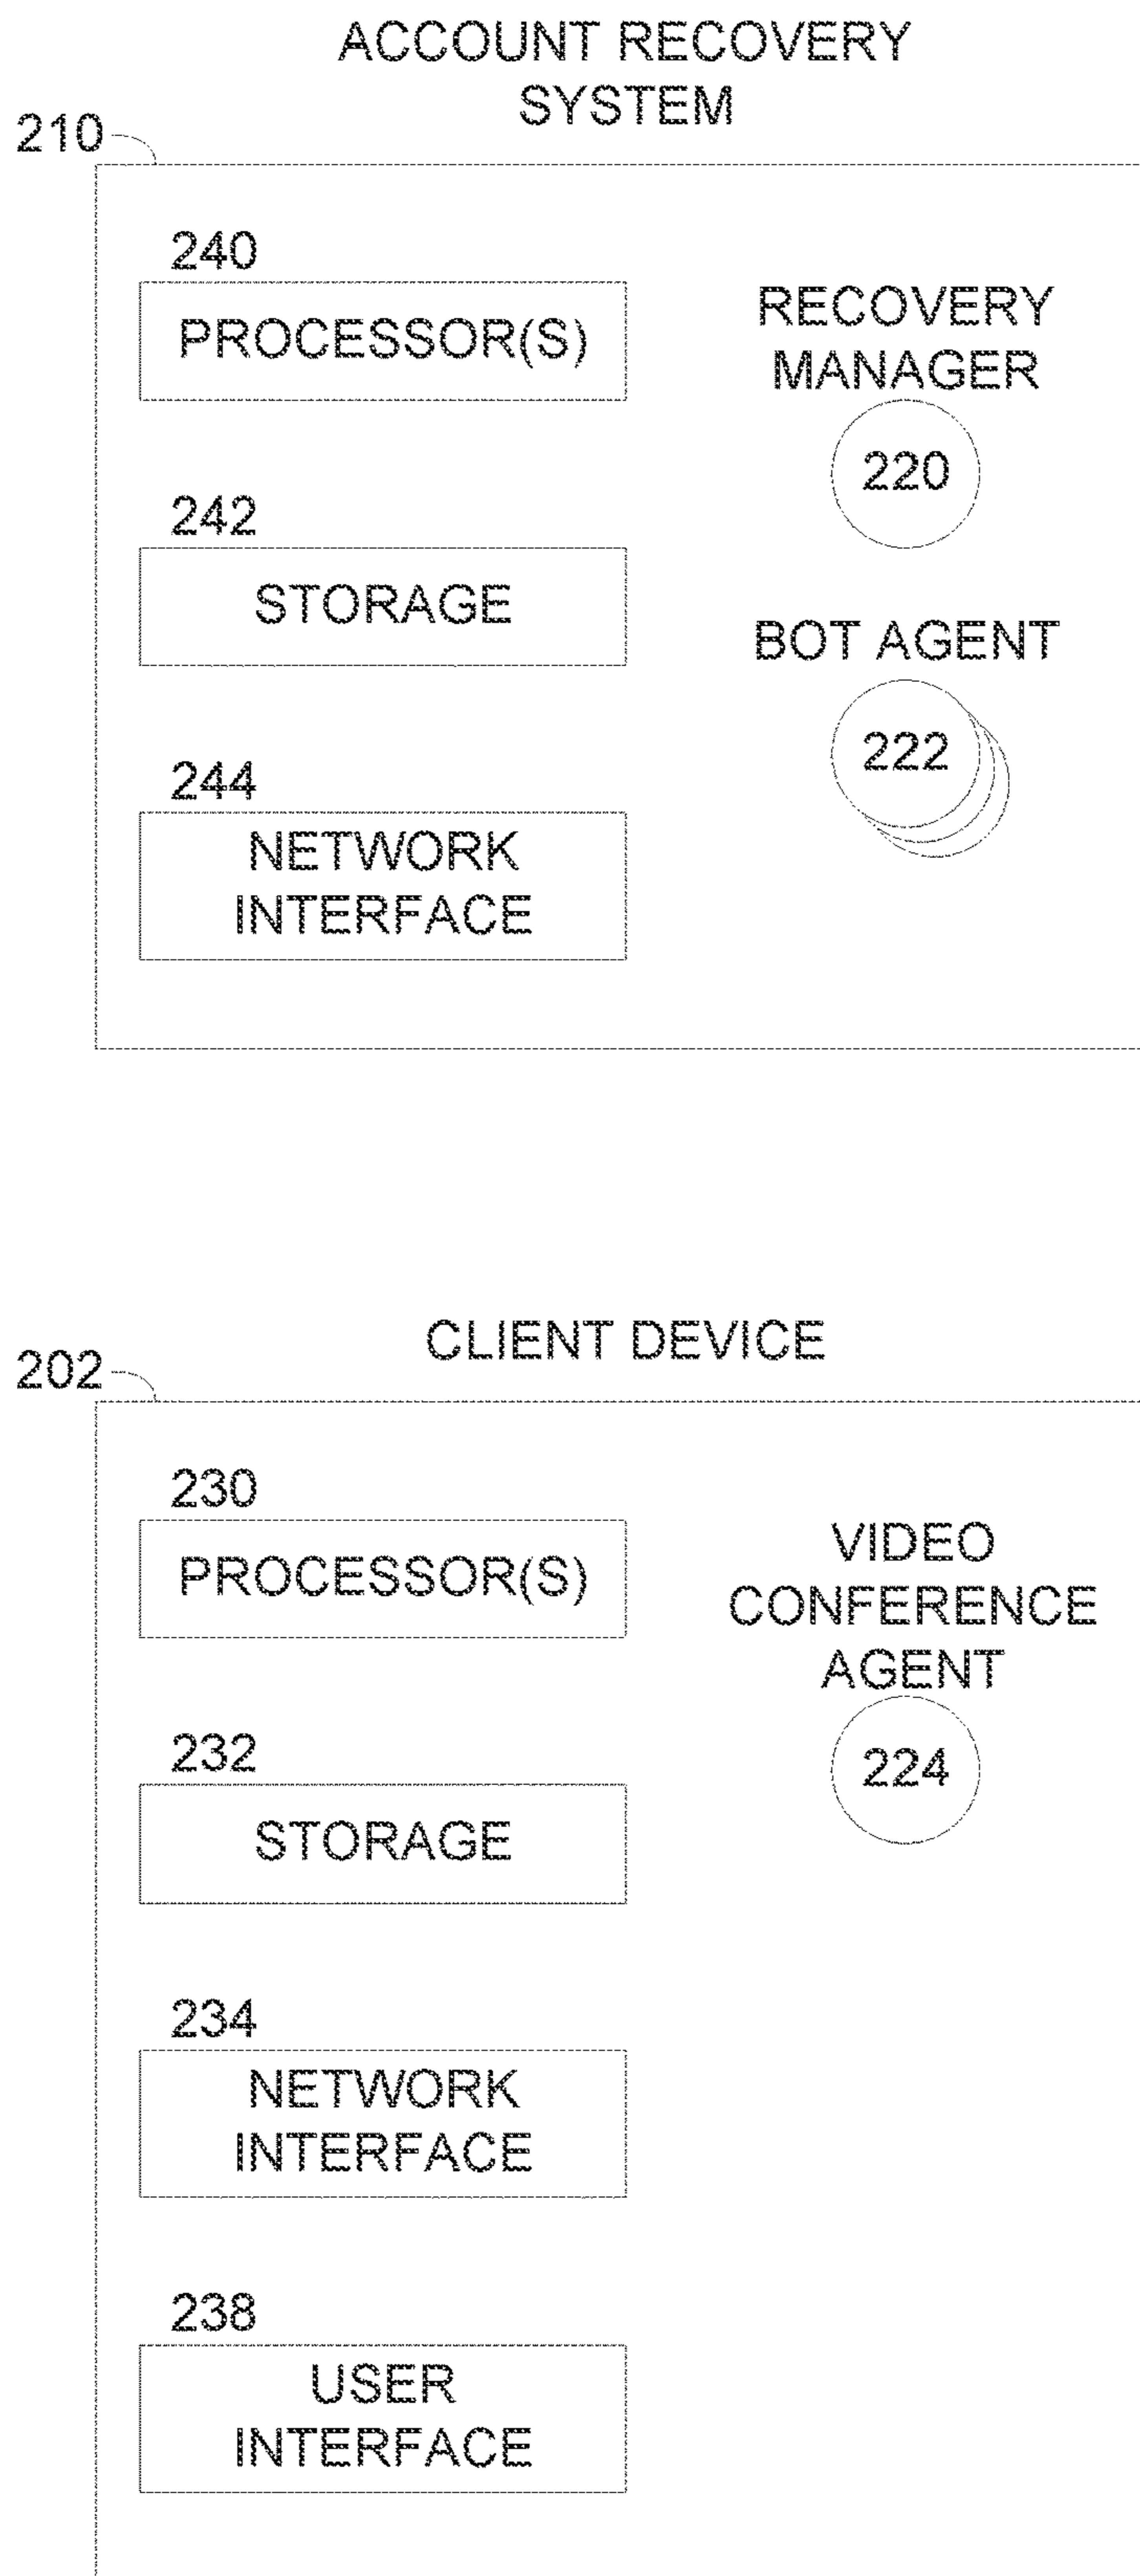 ACCOUNT RECOVERY
SYSTEM
210
240
PROCESSOR(S)
RECOVERY
MANAGER
220
242
STORAGE
BOT AGENT
222
244
NETWORK
INTERFACE
CLIENT DEVICE
202
230
PROCESSOR(S)
VIDEO
CONFERENCE
AGENT
224
232
STORAGE
234
NETWORK
INTERFACE
238
USER
INTERFACE